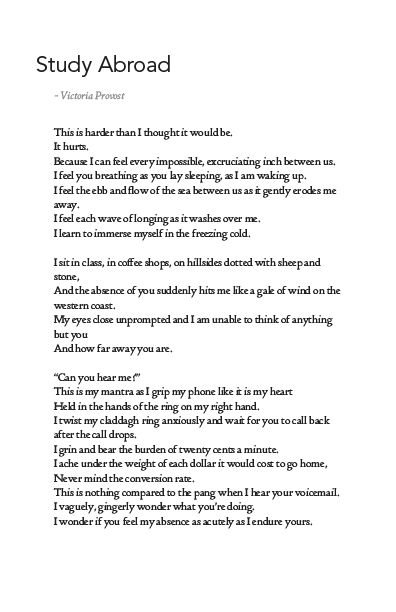 Study Abroad
~ Victoria Provost
This is harder than I thought it would be.
It hurts.
Because I can feel every impossible, excruciating inch between us.
I feel you breathing as you lay sleeping, as I am waking up.
I feel the ebb and flow of the sea between us as it gently erodes me
away.
I feel each wave of longing as it washes over me.
I learn to immerse myself in the freezing cold.
I sit in class, in coffee shops, on hillsides dotted with sheep and
stone,
And the absence of you suddenly hits me like a gale of wind on the
western coast.
My eyes close unprompted and I am unable to think of anything
but you
And how far away you are.
“Can you hear me?”
This is my mantra as I grip my phone like it is my heart
Held in the hands of the ring on my right hand.
I twist my claddagh ring anxiously and wait for you to call back
after the call drops.
I grin and bear the burden of twenty cents a minute.
I ache under the weight of each dollar it would cost to go home,
Never mind the conversion rate.
This is nothing compared to the pang when I hear your voicemail.
I vaguely, gingerly wonder what you’re doing.
I wonder if you feel my absence as acutely as I endure yours.